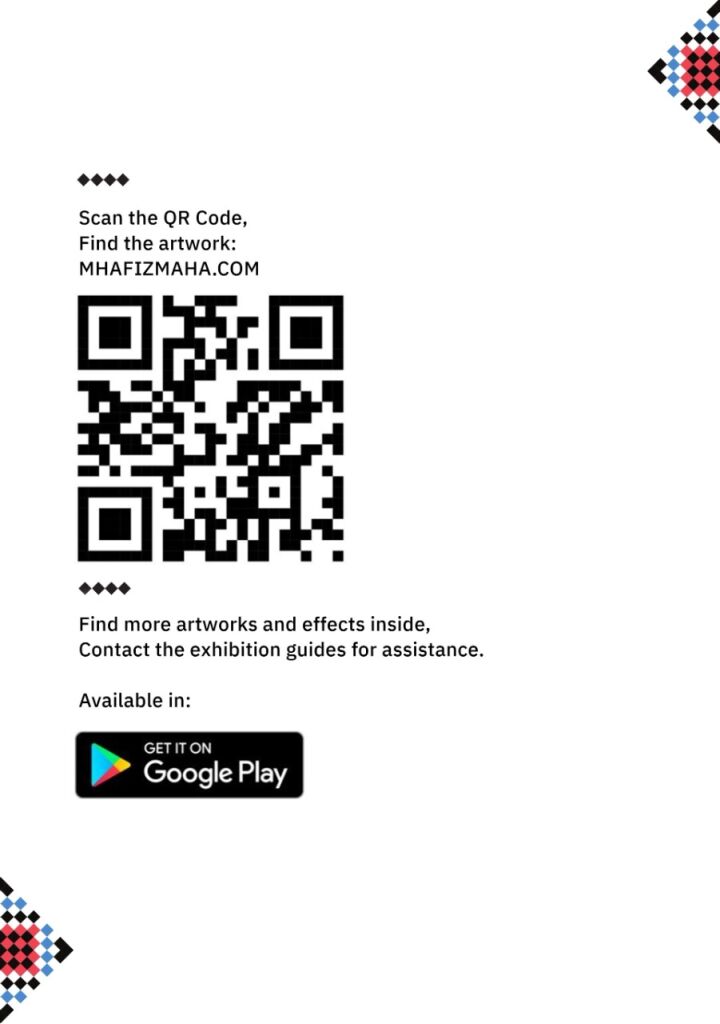 Scan the QR Code,
Find the artwork:
MHAFIZMAHA.COM
Find more artworks and effects inside,
Contact the exhibition guides for assistance.
Available in:
GET IT ON
Google Play